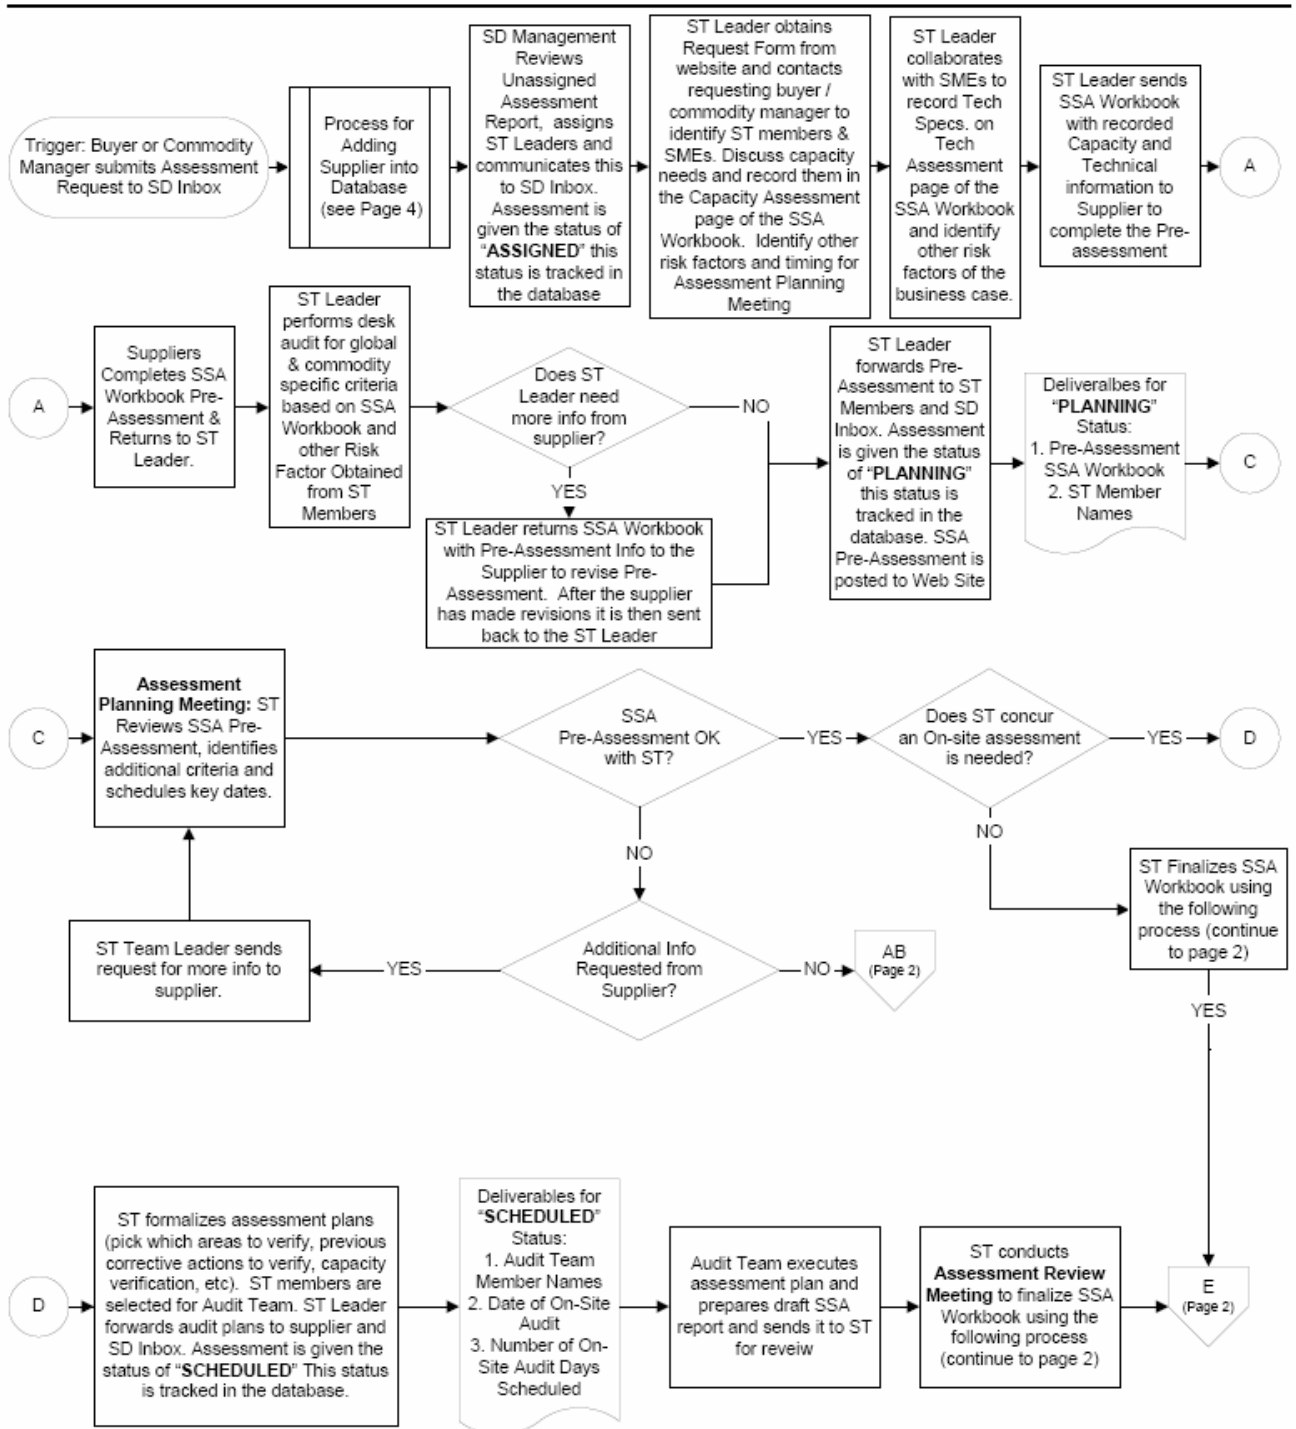 Trigger: Buyer or Commodity
Manager submits Assessment
Request to SD Inbox
Process for
Adding
Supplier into
Database
(see Page 4)
SD Management
Reviews
Unassigned
Assessment
Report, assigns
ST Leaders and
communicates this
to SD Inbox.
Assessment is
given the status of
“ASSIGNED” this
status is tracked in
the database
ST Leader obtains
Request Form from
website and contacts
requesting buyer /
commodity manager to
identify ST members &
SMEs. Discuss capacity
needs and record them in
the Capacity Assessment
page of the SSA
Workbook. Identify other
risk factors and timing for
Assessment Planning
Meeting
ST Leader
collaborates
with SMEs to
record Tech
Specs. on
Tech
Assessment
page of the
SSA Workbook
and identify
other risk
factors of the
business case.
ST Leader sends
SSA Workbook
with recorded
Capacity and
Technical
information to
Supplier to
complete the Pre-
assessment
A
A
Suppliers
Completes SSA
Workbook Pre-
Assessment &
Returns to ST
Leader.
ST Leader
performs desk
audit for global
& commodity
specific criteria
based on SSA
Workbook and
other Risk
Factor Obtained
from ST
Members
Does ST
Leader need
more info from
supplier?
NO
YES
ST Leader returns SSA Workbook
with Pre-Assessment Info to the
Supplier to revise Pre-
Assessment. After the supplier
has made revisions it is then sent
back to the ST Leader
ST Leader
forwards Pre-
Assessment to ST
Members and SD
Inbox. Assessment
is given the status
of “PLANNING”
this status is
tracked in the
database. SSA
Pre-Assessment is
posted to Web Site
Deliveralbes for
“PLANNING”
Status:
1. Pre-Assessment
SSA Workbook
2. ST Member
Names
C
C
Assessment
Planning Meeting: ST
Reviews SSA Pre-
Assessment, identifies
additional criteria and
schedules key dates.
SSA
Pre-Assessment OK
with ST?
YES
Does ST concur
an On-site assessment
is needed?
YES
D
NO
NO
ST Finalizes SSA
Workbook using
the following
process (continue
to page 2)
ST Team Leader sends
request for more info to
supplier.
YES
Additional Info
Requested from
Supplier?
NO
AB
(Page 2)
YES
D
ST formalizes assessment plans
(pick which areas to verify, previous
corrective actions to verify, capacity
verification, etc). ST members are
selected for Audit Team. ST Leader
forwards audit plans to supplier and
SD Inbox. Assessment is given the
status of “SCHEDULED” This status
is tracked in the database.
Deliverables for
“SCHEDULED”
Status:
1. Audit Team
Member Names
2. Date of On-Site
Audit
3. Number of On-
Site Audit Days
Scheduled
Audit Team executes
assessment plan and
prepares draft SSA
report and sends it to ST
for reveiw
ST conducts
Assessment Review
Meeting to finalize SSA
Workbook using the
following process
(continue to page 2)
E
(Page 2)